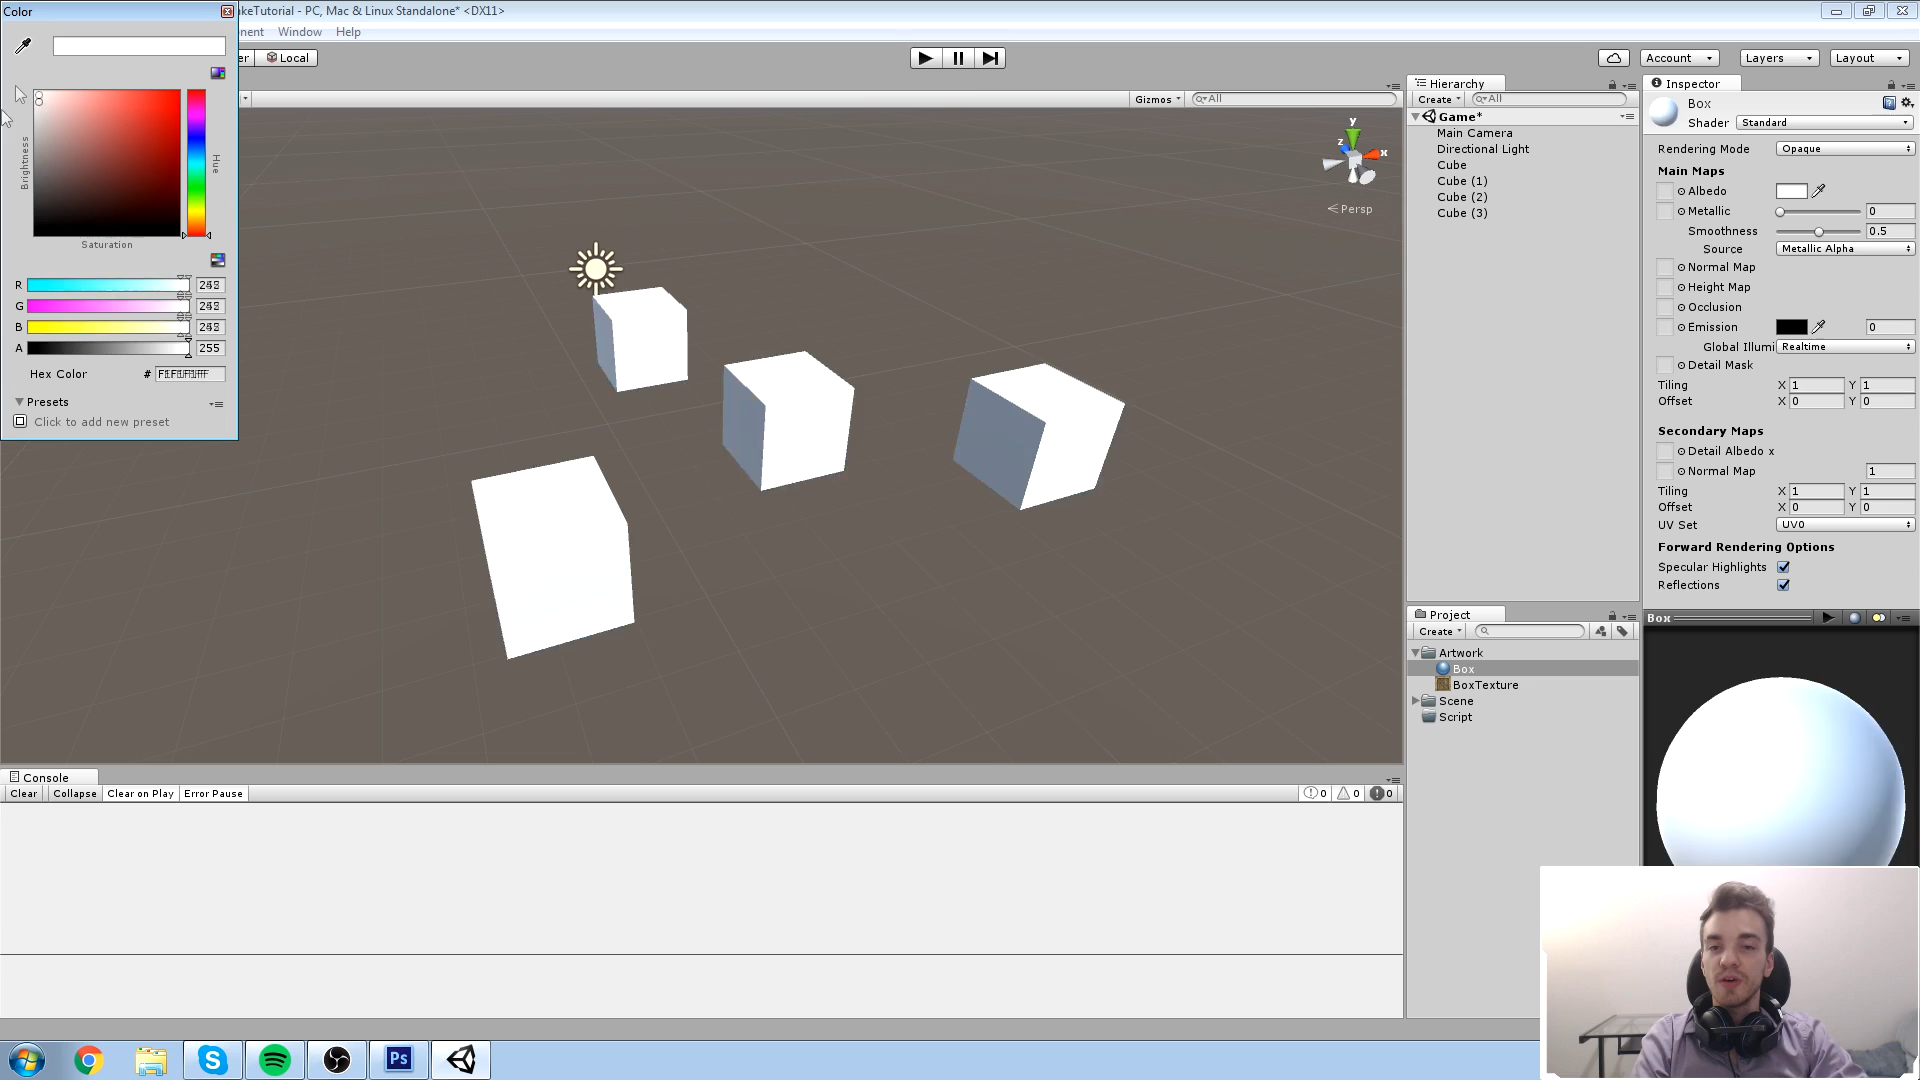 Color
akeTutorial - PC, Mac & Linux Standalone* <DX11>
nent Window Help
er Local
Account Layers Layout
Gizmos All
Brightness
Hue
Saturation
R
G
B
A 255
Hex Color #
Presets
Click to add new preset
y
z x
Persp
Hierarchy
Create All
Game*
Main Camera
Directional Light
Cube
Cube (1)
Cube (2)
Cube (3)
Inspector
Box
Shader Standard
Rendering Mode Opaque
Main Maps
Albedo
Metallic 0
Smoothness 0.5
Source Metallic Alpha
Normal Map
Height Map
Occlusion
Emission 0
Global Illumi Realtime
Detail Mask
Tiling X 1 Y 1
Offset X 0 Y 0
Secondary Maps
Detail Albedo x
Normal Map 1
Tiling X 1 Y 1
Offset X 0 Y 0
UV Set UV0
Forward Rendering Options
Specular Highlights
Reflections
Project
Create
Artwork
Box
BoxTexture
Scene
Script
Box
Console
Clear Collapse Clear on Play Error Pause 0 0 0
Ps